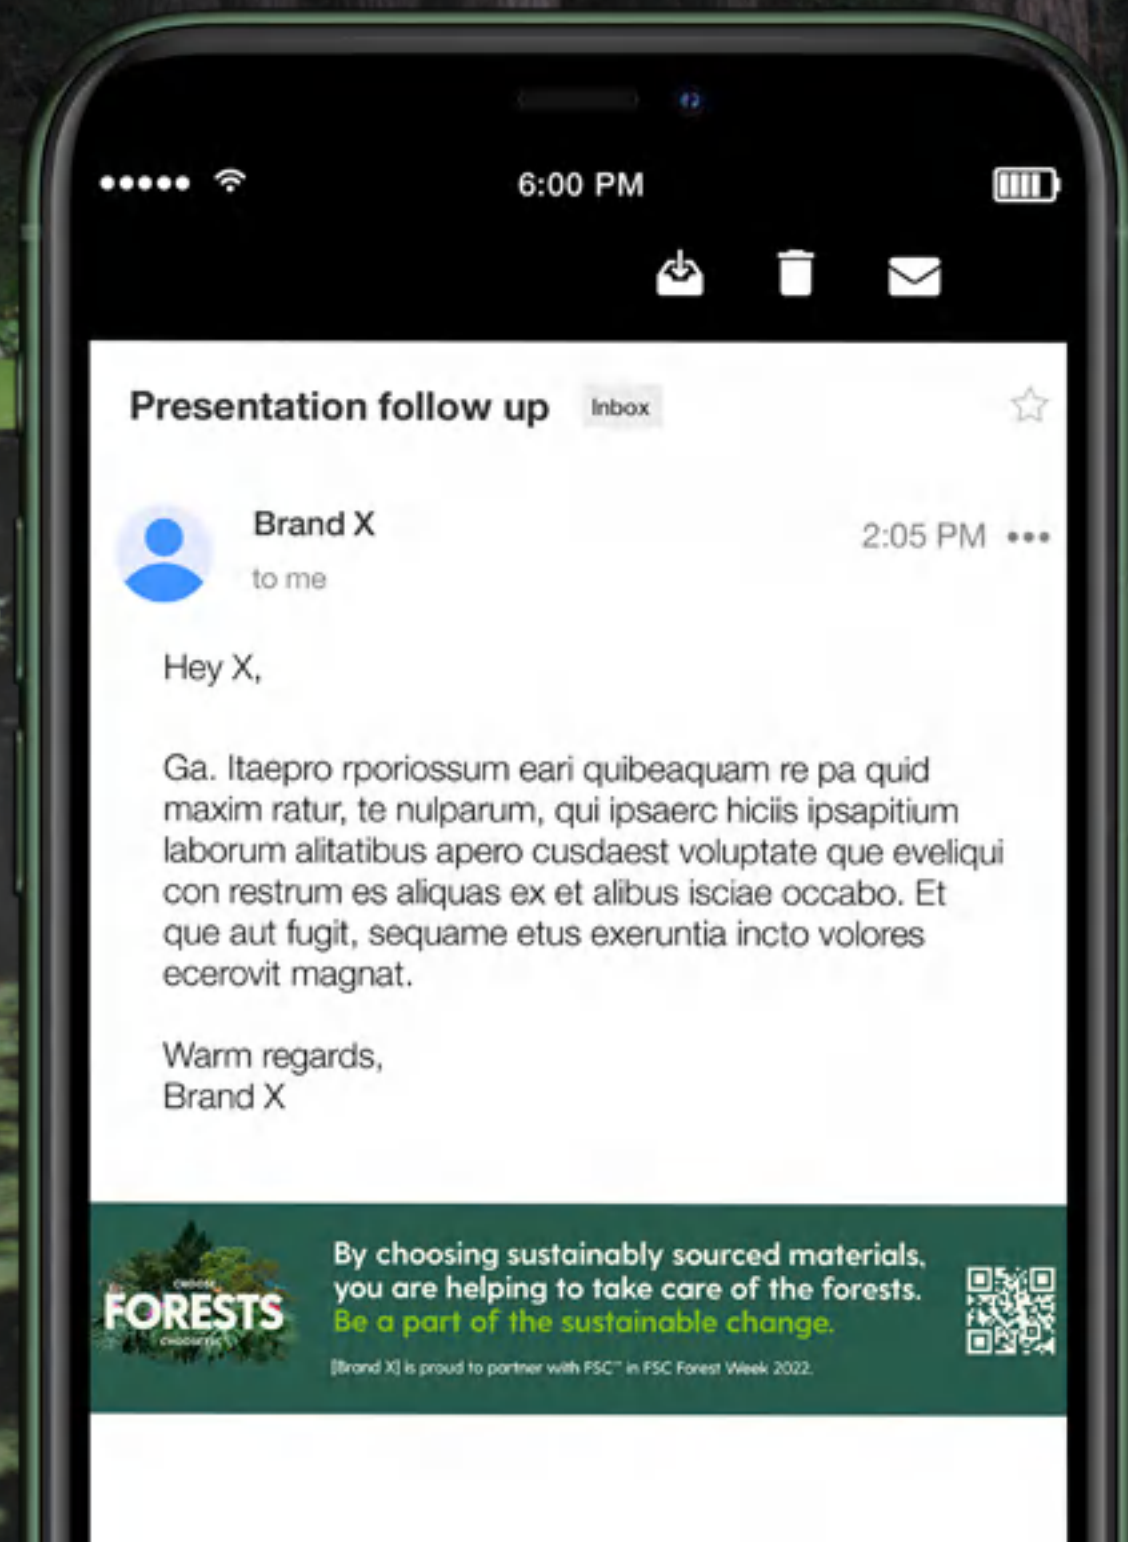 6:00 PM
Presentation follow up Inbox
Brand X
2:05 PM
to me
Hey X,
Ga. Itaepro rporiossum eari quibeaquam re pa quid
maxim ratur, te nulparum, qui ipsaerc hiciis ipsapitium
laborum alitatibus apero cusdaest voluptate que eveliqui
con restrum es aliquas ex et alibus isciae occabo. Et
que aut fugit, sequame etus exeruntia incto volores
ecerovit magnat.
Warm regards,
Brand X
CHOOSE
FORESTS
CHOOSE FSC
By choosing sustainably sourced materials,
you are helping to take care of the forests.
Be a part of the sustainable change.
[Brand X] is proud to partner with FSC™ in FSC Forest Week 2022.